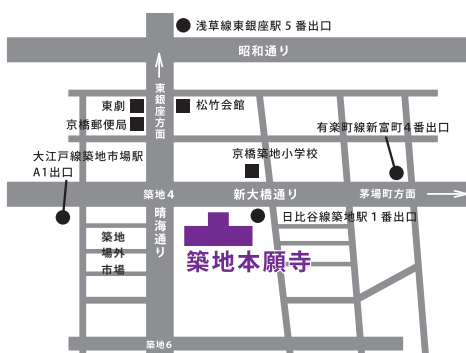 浅草線東銀座駅5番出口
昭和通り
東銀座方面
東劇
松竹会館
京橋郵便局
有楽町線新富町4番出口
京橋築地小学校
大江戸線築地市場駅
A1出口
築地4
新大橋通り
茅場町方面
晴海通り
日比谷線築地駅1番出口
築地
場外
市場
築地本願寺
築地6